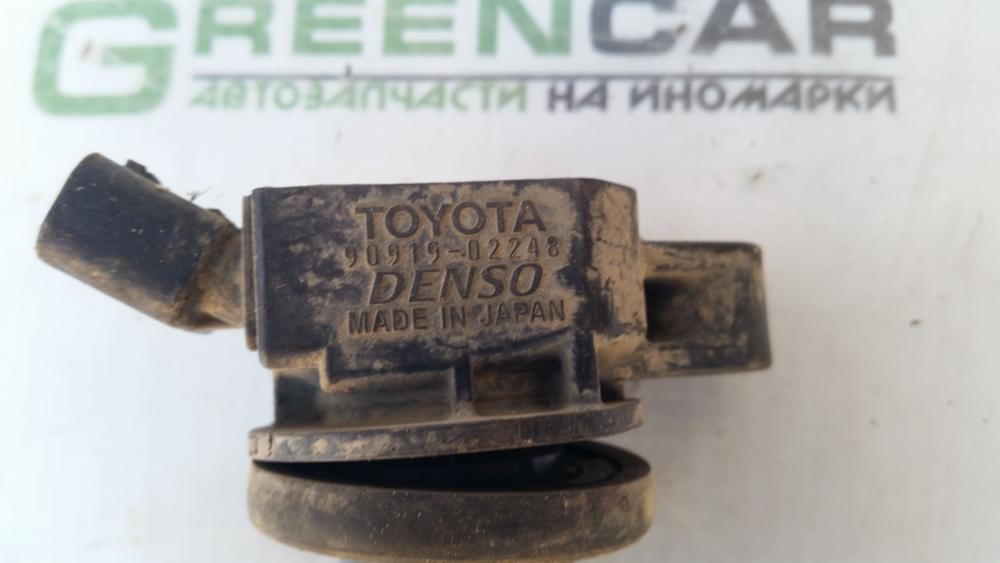 GREENCAR
АВТОЗАПЧАСТИ НА ИНОМАРКИ
TOYOTA
90919-02248
DENSO
MADE IN JAPAN